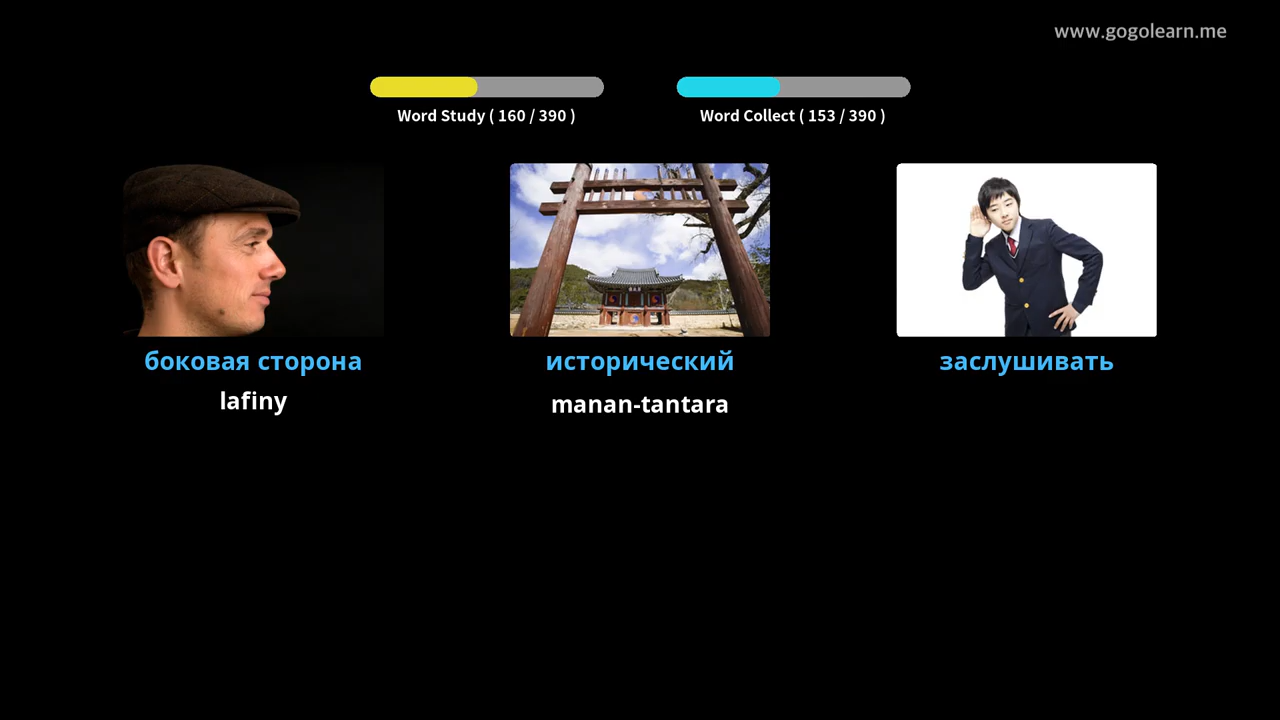 www.gogolearn.me
Word Study ( 160 / 390 )
Word Collect ( 153 / 390 )
боковая сторона
lafiny
исторический
manan-tantara
заслушивать